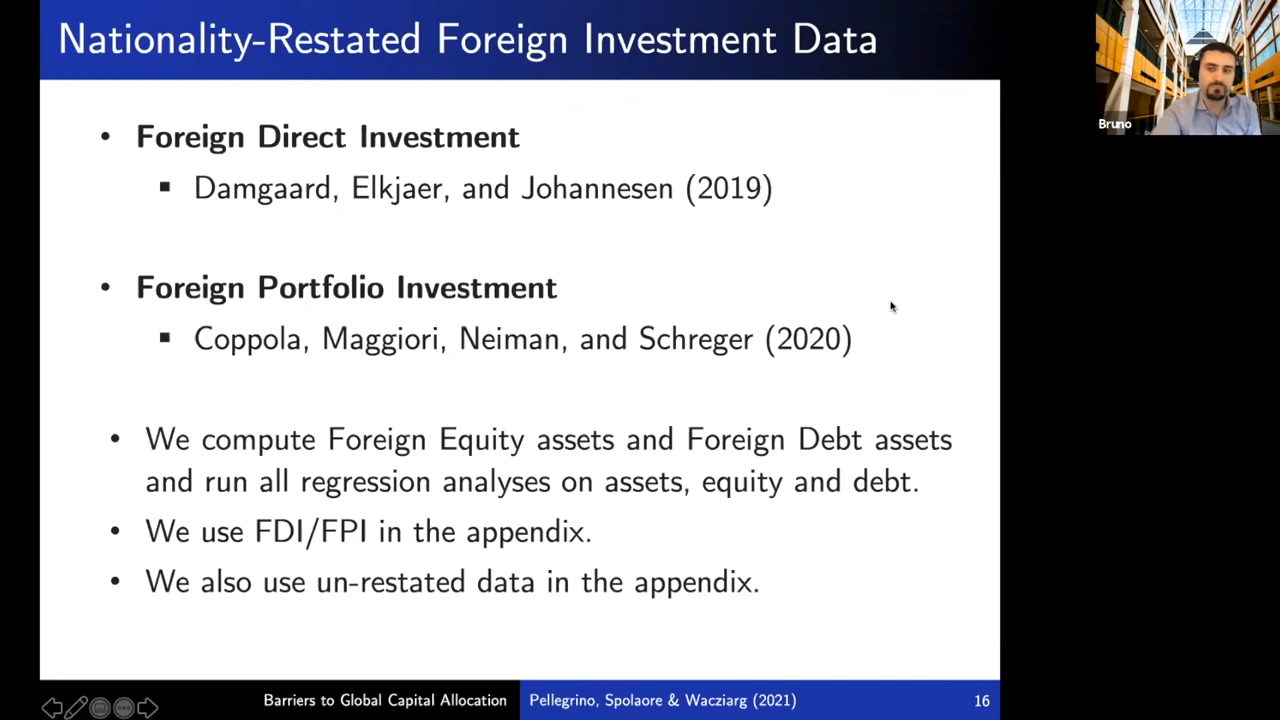 Nationality-Restated Foreign Investment Data
Bruno
• Foreign Direct Investment
▪ Damgaard, Elkjaer, and Johannesen (2019)
• Foreign Portfolio Investment
▪ Coppola, Maggiori, Neiman, and Schreger (2020)
• We compute Foreign Equity assets and Foreign Debt assets
and run all regression analyses on assets, equity and debt.
• We use FDI/FPI in the appendix.
• We also use un-restated data in the appendix.
Barriers to Global Capital Allocation
Pellegrino, Spolaore & Wacziarg (2021)
16